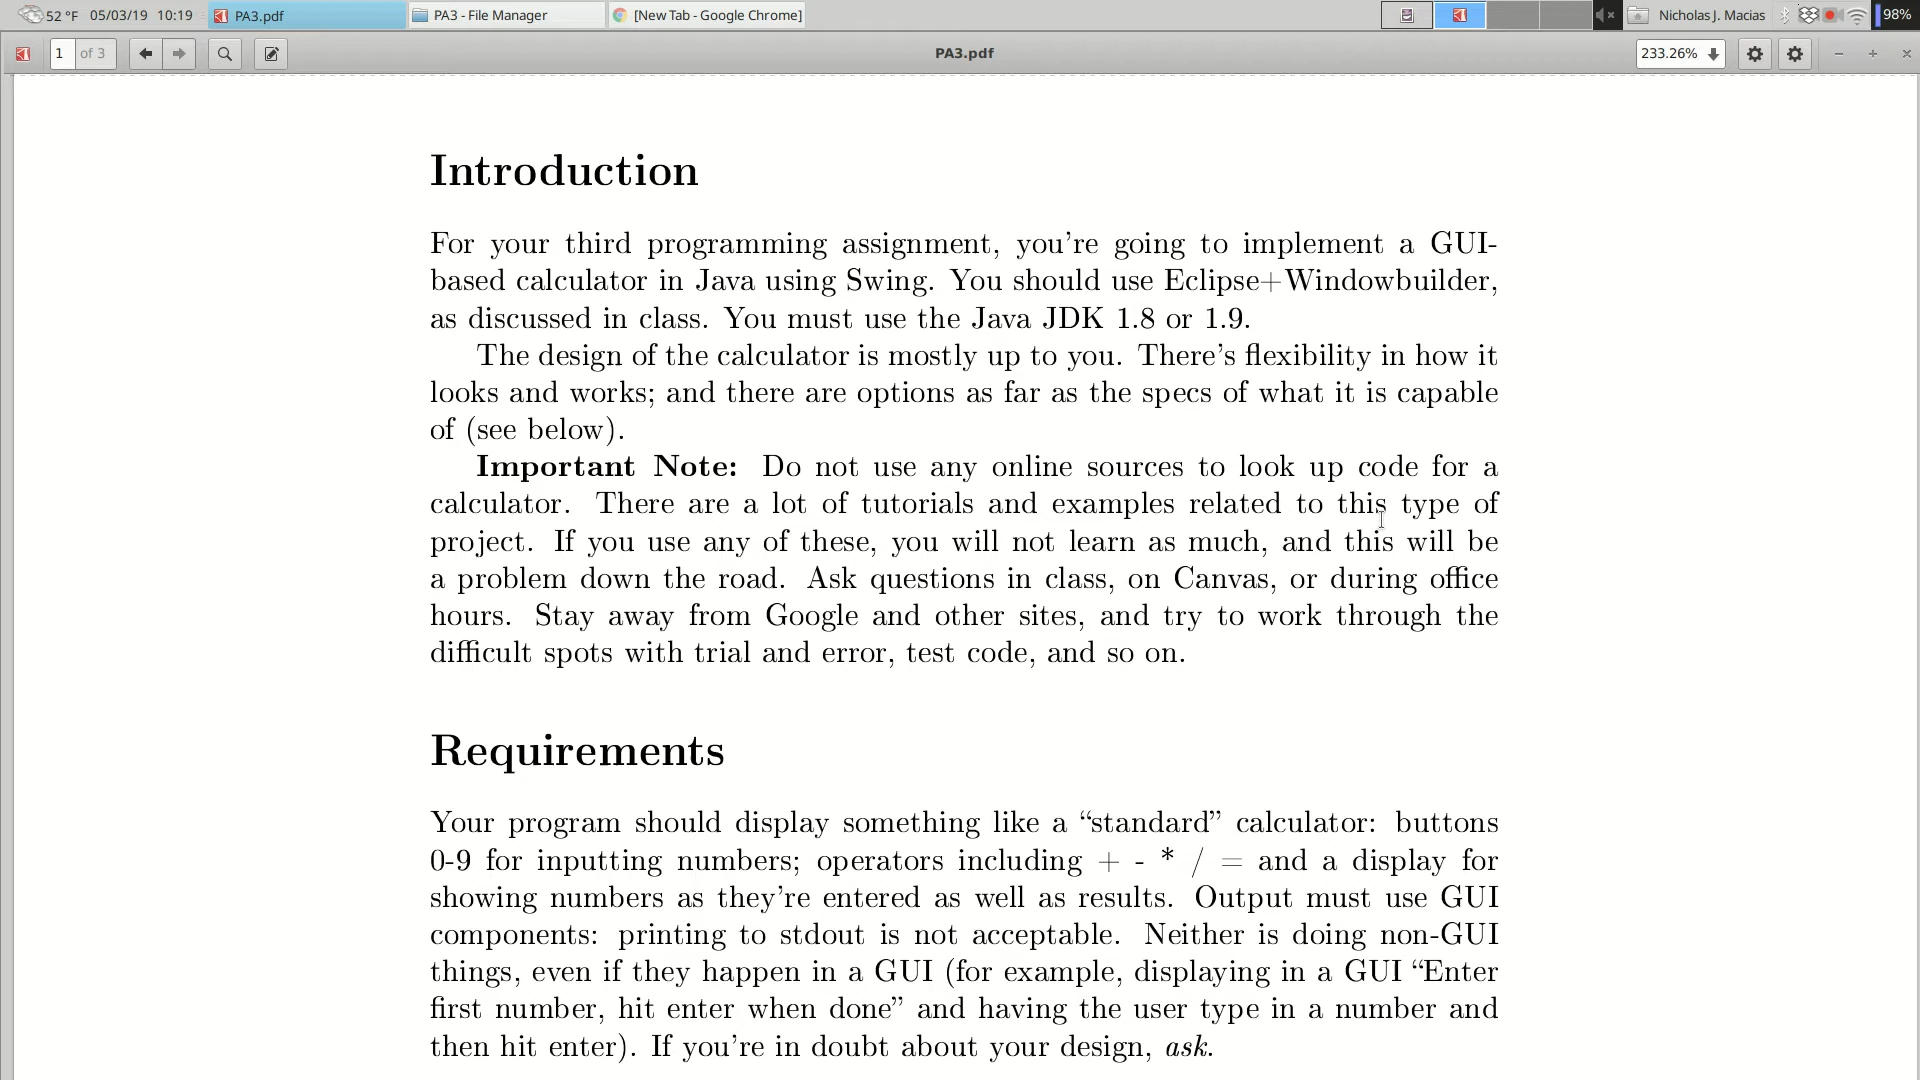 52 °F 05/03/19 10:19 PA3.pdf PA3 - File Manager [New Tab - Google Chrome] Nicholas J. Macias 98%
1 of 3 PA3.pdf 233.26%
Introduction
For your third programming assignment, you're going to implement a GUI-
based calculator in Java using Swing. You should use Eclipse+Windowbuilder,
as discussed in class. You must use the Java JDK 1.8 or 1.9.
The design of the calculator is mostly up to you. There's flexibility in how it
looks and works; and there are options as far as the specs of what it is capable
of (see below).
Important Note: Do not use any online sources to look up code for a
calculator. There are a lot of tutorials and examples related to this type of
project. If you use any of these, you will not learn as much, and this will be
a problem down the road. Ask questions in class, on Canvas, or during office
hours. Stay away from Google and other sites, and try to work through the
difficult spots with trial and error, test code, and so on.
Requirements
Your program should display something like a “standard” calculator: buttons
0-9 for inputting numbers; operators including + - * / = and a display for
showing numbers as they're entered as well as results. Output must use GUI
components: printing to stdout is not acceptable. Neither is doing non-GUI
things, even if they happen in a GUI (for example, displaying in a GUI “Enter
first number, hit enter when done” and having the user type in a number and
then hit enter). If you're in doubt about your design, ask.